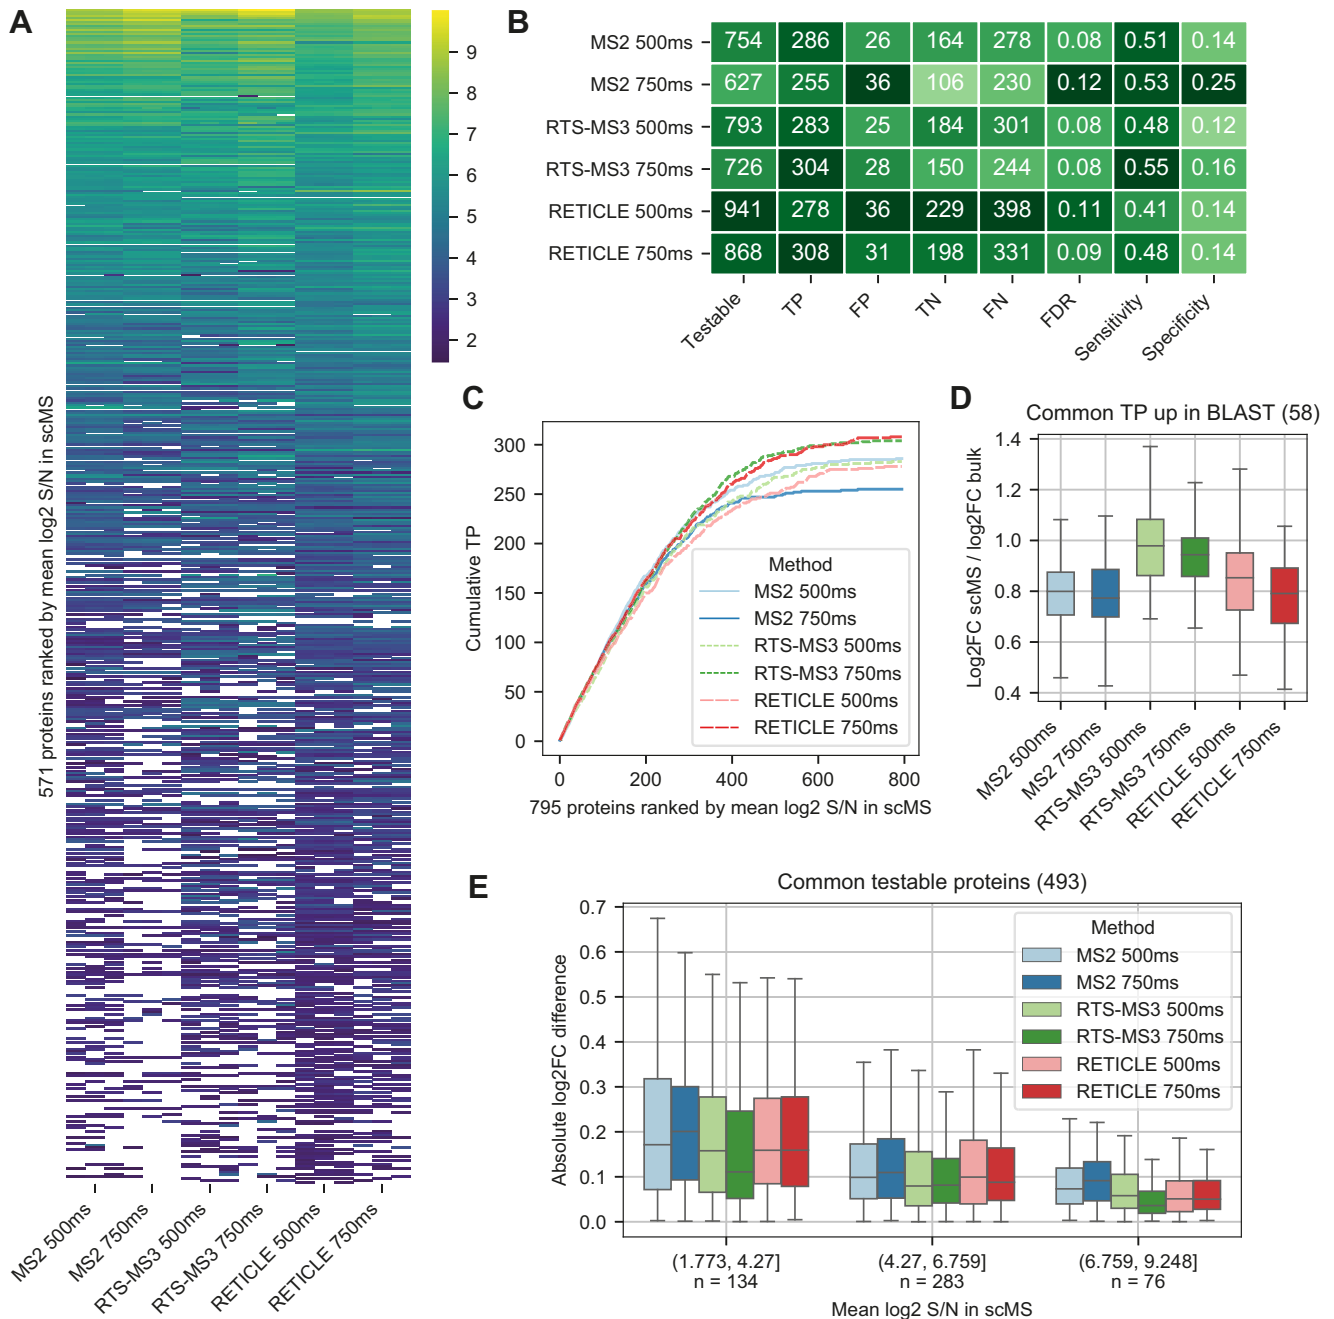 A
571 proteins ranked by mean log2 S/N in scMS
9
8
7
6
5
4
3
2
MS2 500ms
MS2 750ms
RTS-MS3 500ms
RTS-MS3 750ms
RETICLE 500ms
RETICLE 750ms
B
MS2 500ms 754 286 26 164 278 0.08 0.51 0.14
MS2 750ms 627 255 36 106 230 0.12 0.53 0.25
RTS-MS3 500ms 793 283 25 184 301 0.08 0.48 0.12
RTS-MS3 750ms 726 304 28 150 244 0.08 0.55 0.16
RETICLE 500ms 941 278 36 229 398 0.11 0.41 0.14
RETICLE 750ms 868 308 31 198 331 0.09 0.48 0.14
Testable TP FP TN FN FDR Sensitivity Specificity
C
Cumulative TP
300
250
200
150
100
50
0
Method
MS2 500ms
MS2 750ms
RTS-MS3 500ms
RTS-MS3 750ms
RETICLE 500ms
RETICLE 750ms
0 200 400 600 800
795 proteins ranked by mean log2 S/N in scMS
D
Common TP up in BLAST (58)
Log2FC scMS / log2FC bulk
1.4
1.2
1.0
0.8
0.6
0.4
MS2 500ms
MS2 750ms
RTS-MS3 500ms
RTS-MS3 750ms
RETICLE 500ms
RETICLE 750ms
E
Common testable proteins (493)
Absolute log2FC difference
0.7
0.6
0.5
0.4
0.3
0.2
0.1
0.0
Method
MS2 500ms
MS2 750ms
RTS-MS3 500ms
RTS-MS3 750ms
RETICLE 500ms
RETICLE 750ms
(1.773, 4.27] (4.27, 6.759] (6.759, 9.248]
n = 134 n = 283 n = 76
Mean log2 S/N in scMS